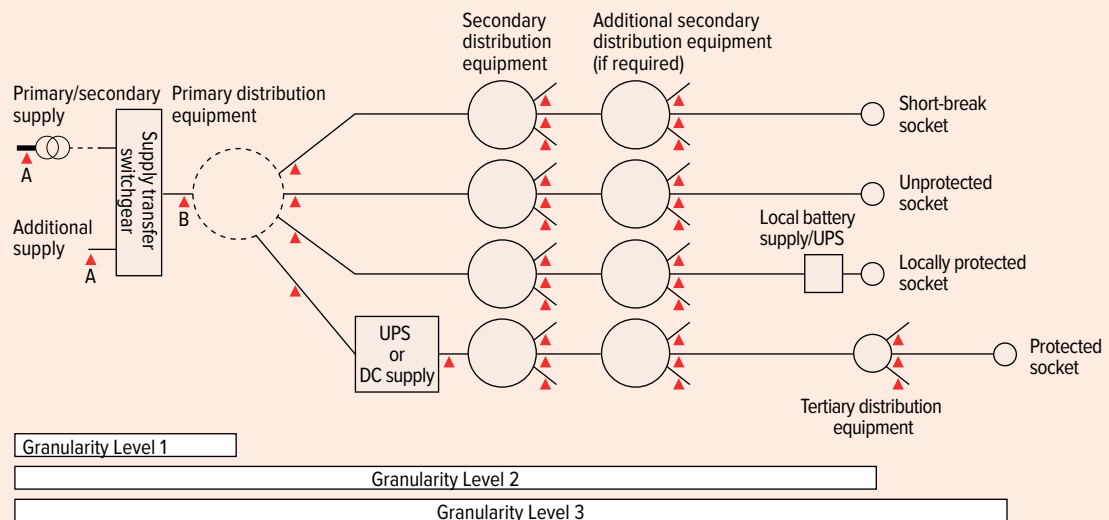 Secondary
distribution
equipment
Additional secondary
distribution equipment
(if required)
Primary/secondary
supply
Primary distribution
equipment
Supply transfer
switchgear
A
B
Additional
supply
A
Short-break
socket
Unprotected
socket
Local battery
supply/UPS
Locally protected
socket
UPS
or
DC supply
Protected
socket
Tertiary distribution
equipment
Granularity Level 1
Granularity Level 2
Granularity Level 3